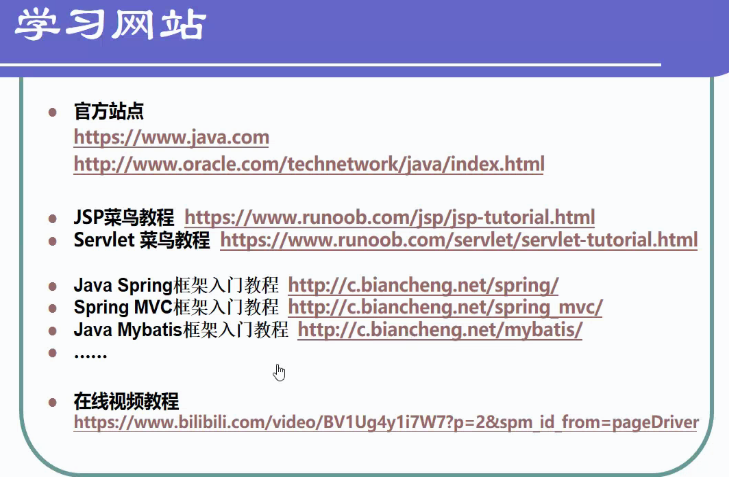 学习网站
官方站点
https://www.java.com
http://www.oracle.com/technetwork/java/index.html
JSP菜鸟教程 https://www.runoob.com/jsp/jsp-tutorial.html
Servlet 菜鸟教程 https://www.runoob.com/servlet/servlet-tutorial.html
Java Spring框架入门教程 http://c.biancheng.net/spring/
Spring MVC框架入门教程 http://c.biancheng.net/spring_mvc/
Java Mybatis框架入门教程 http://c.biancheng.net/mybatis/
......
在线视频教程
https://www.bilibili.com/video/BV1Ug4y1i7W7?p=2&spm_id_from=pageDriver